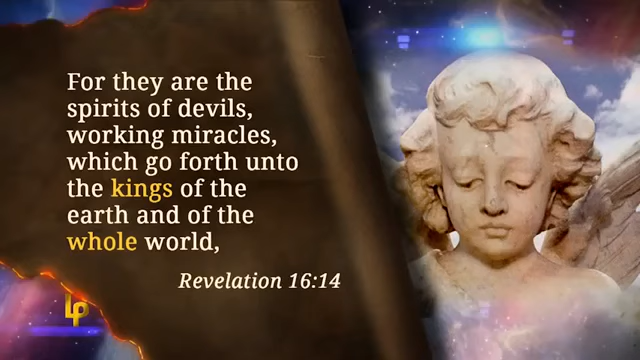 For they are the
spirits of devils,
working miracles,
which go forth unto
the kings of the
earth and of the
whole world,
Revelation 16:14
LP